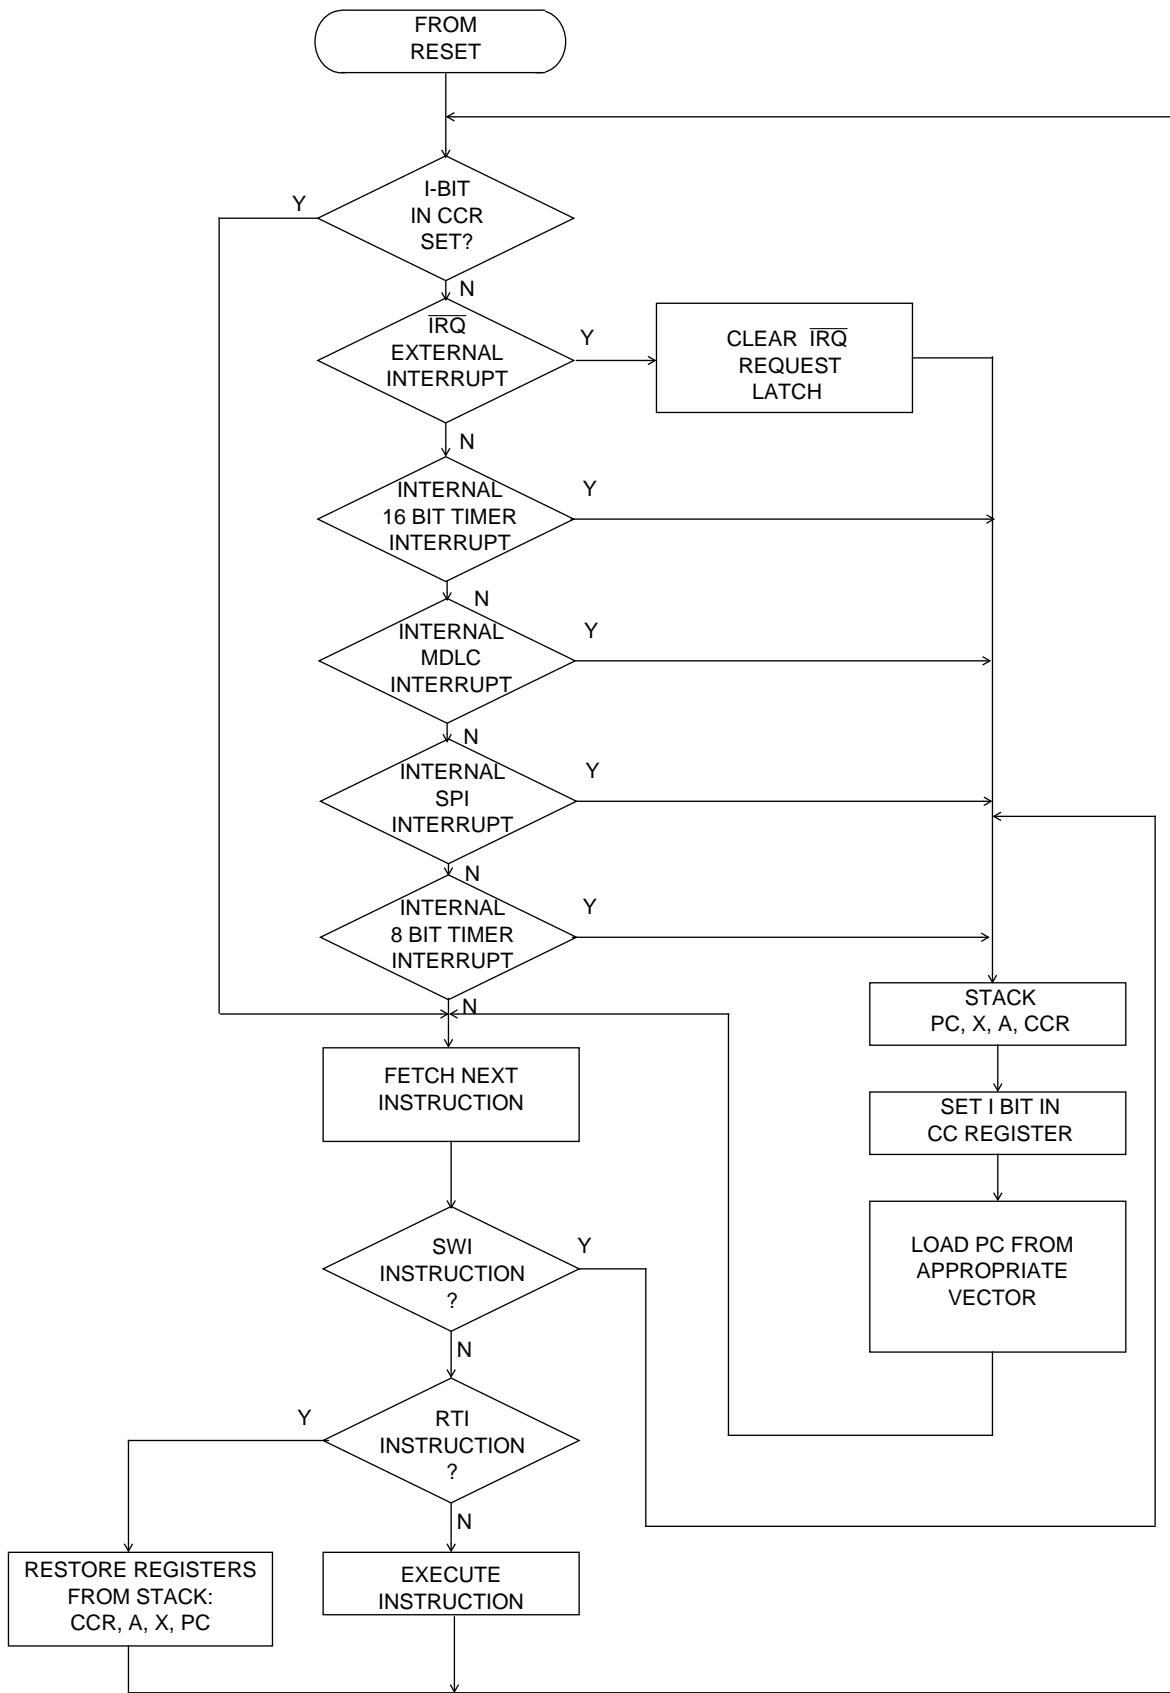 FROM
RESET
Y
I-BIT
IN CCR
SET?
N
IRQ
EXTERNAL
INTERRUPT
Y
CLEAR IRQ
REQUEST
LATCH
N
INTERNAL
16 BIT TIMER
INTERRUPT
Y
N
INTERNAL
MDLC
INTERRUPT
Y
N
INTERNAL
SPI
INTERRUPT
Y
N
INTERNAL
8 BIT TIMER
INTERRUPT
Y
N
STACK
PC, X, A, CCR
FETCH NEXT
INSTRUCTION
SET I BIT IN
CC REGISTER
SWI
INSTRUCTION
?
Y
LOAD PC FROM
APPROPRIATE
VECTOR
N
Y
RTI
INSTRUCTION
?
N
RESTORE REGISTERS
FROM STACK:
CCR, A, X, PC
EXECUTE
INSTRUCTION